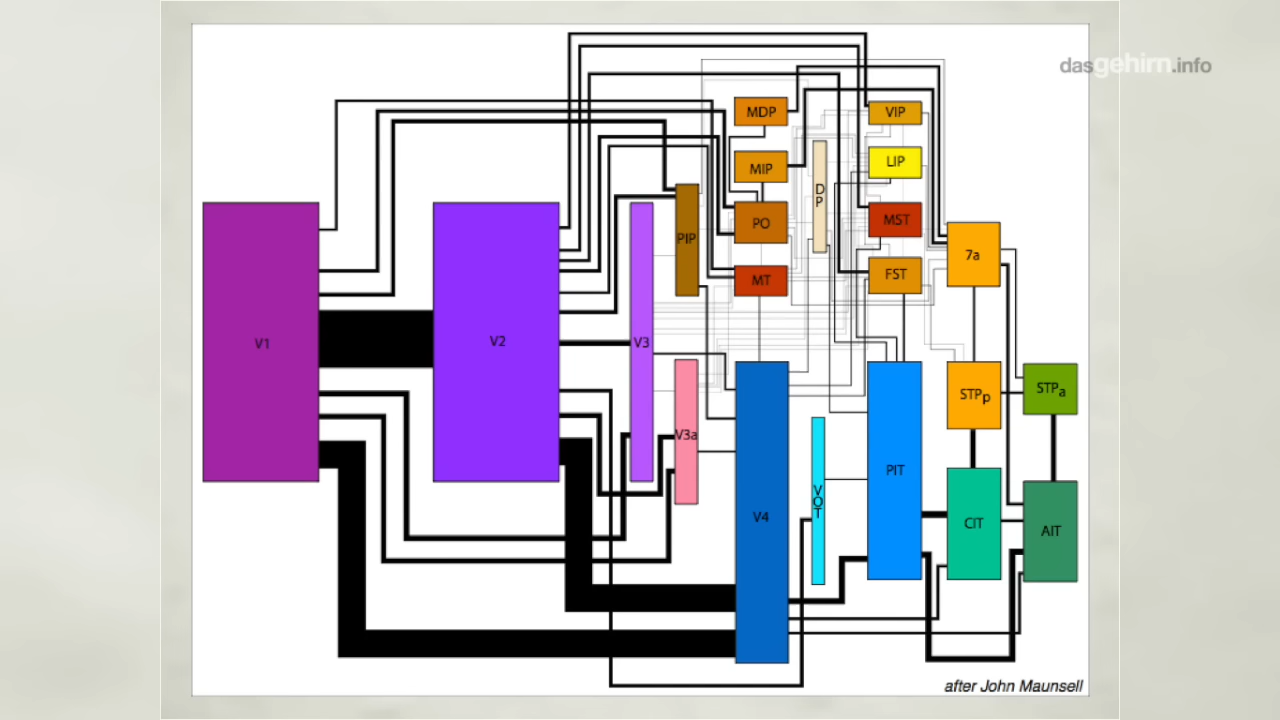 dasgehirn.info
MDP
VIP
MIP
LIP
DP
PIP
PO
MST
MT
FST
7a
V1
V2
V3
V3a
V4
VOT
PIT
STPp
STPa
CIT
AIT
after John Maunsell